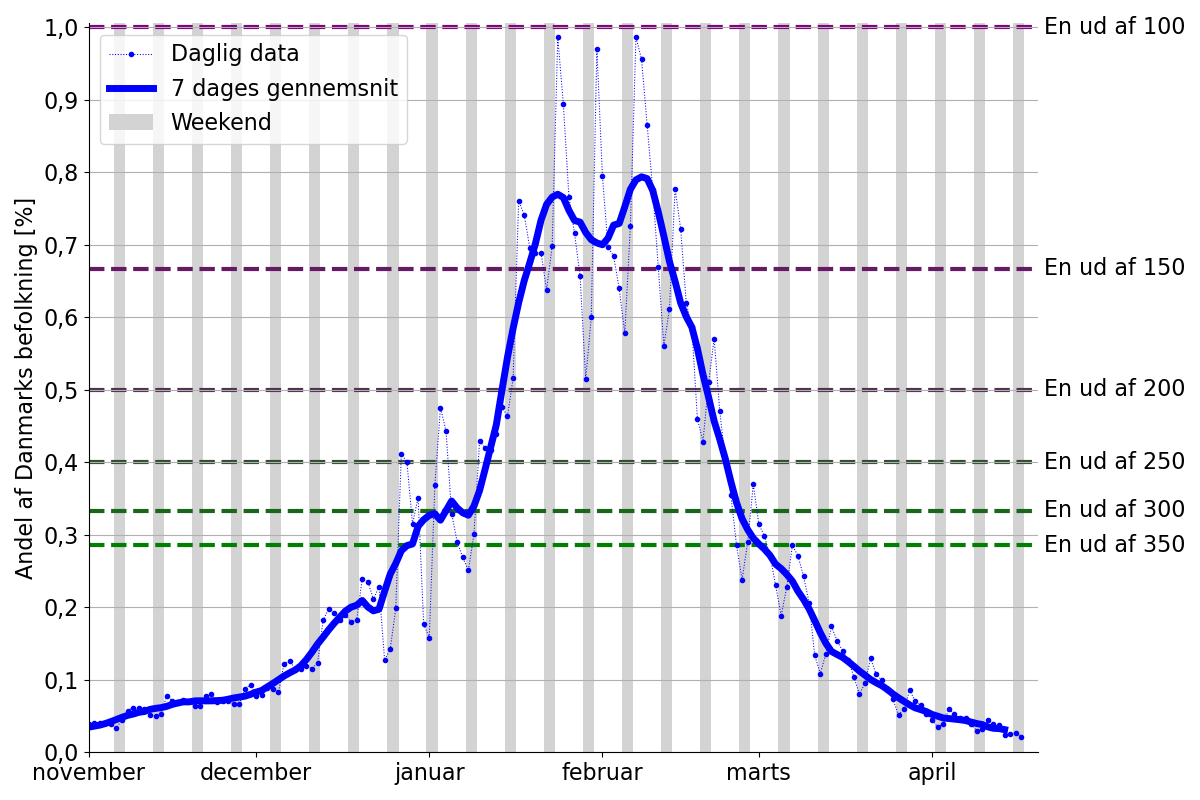 Daglig data
7 dages gennemsnit
Weekend
Andel af Danmarks befolkning [%]
1,0
0,9
0,8
0,7
0,6
0,5
0,4
0,3
0,2
0,1
0,0
En ud af 100
En ud af 150
En ud af 200
En ud af 250
En ud af 300
En ud af 350
november december januar februar marts april